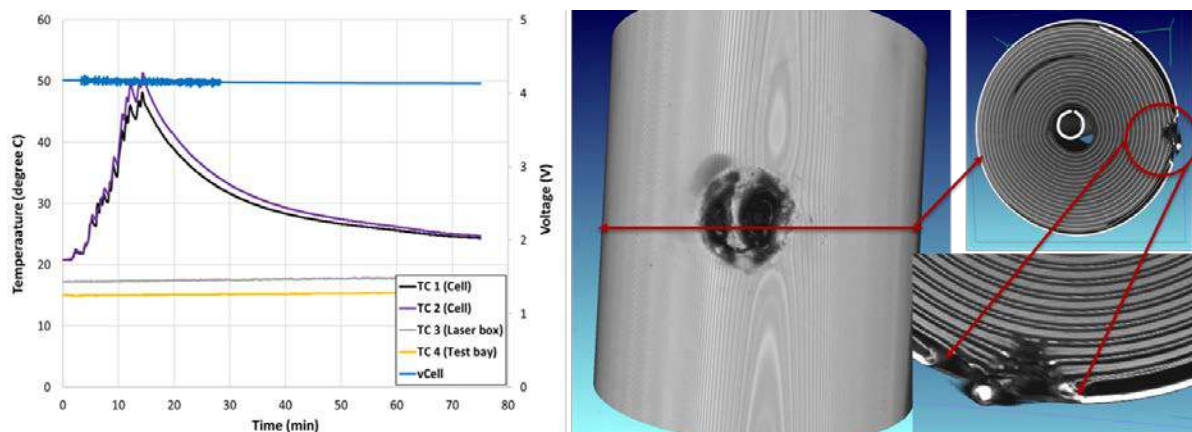 60
50
40
30
20
10
0
Temperaature (degree C)
5
4
3
2
1
0
Voltage (V)
TC 1 (Cell)
TC 2 (Cell)
TC 3 (Laser box)
TC 4 (Test bay)
vCell
0 10 20 30 40 50 60 70 80
Time (min)